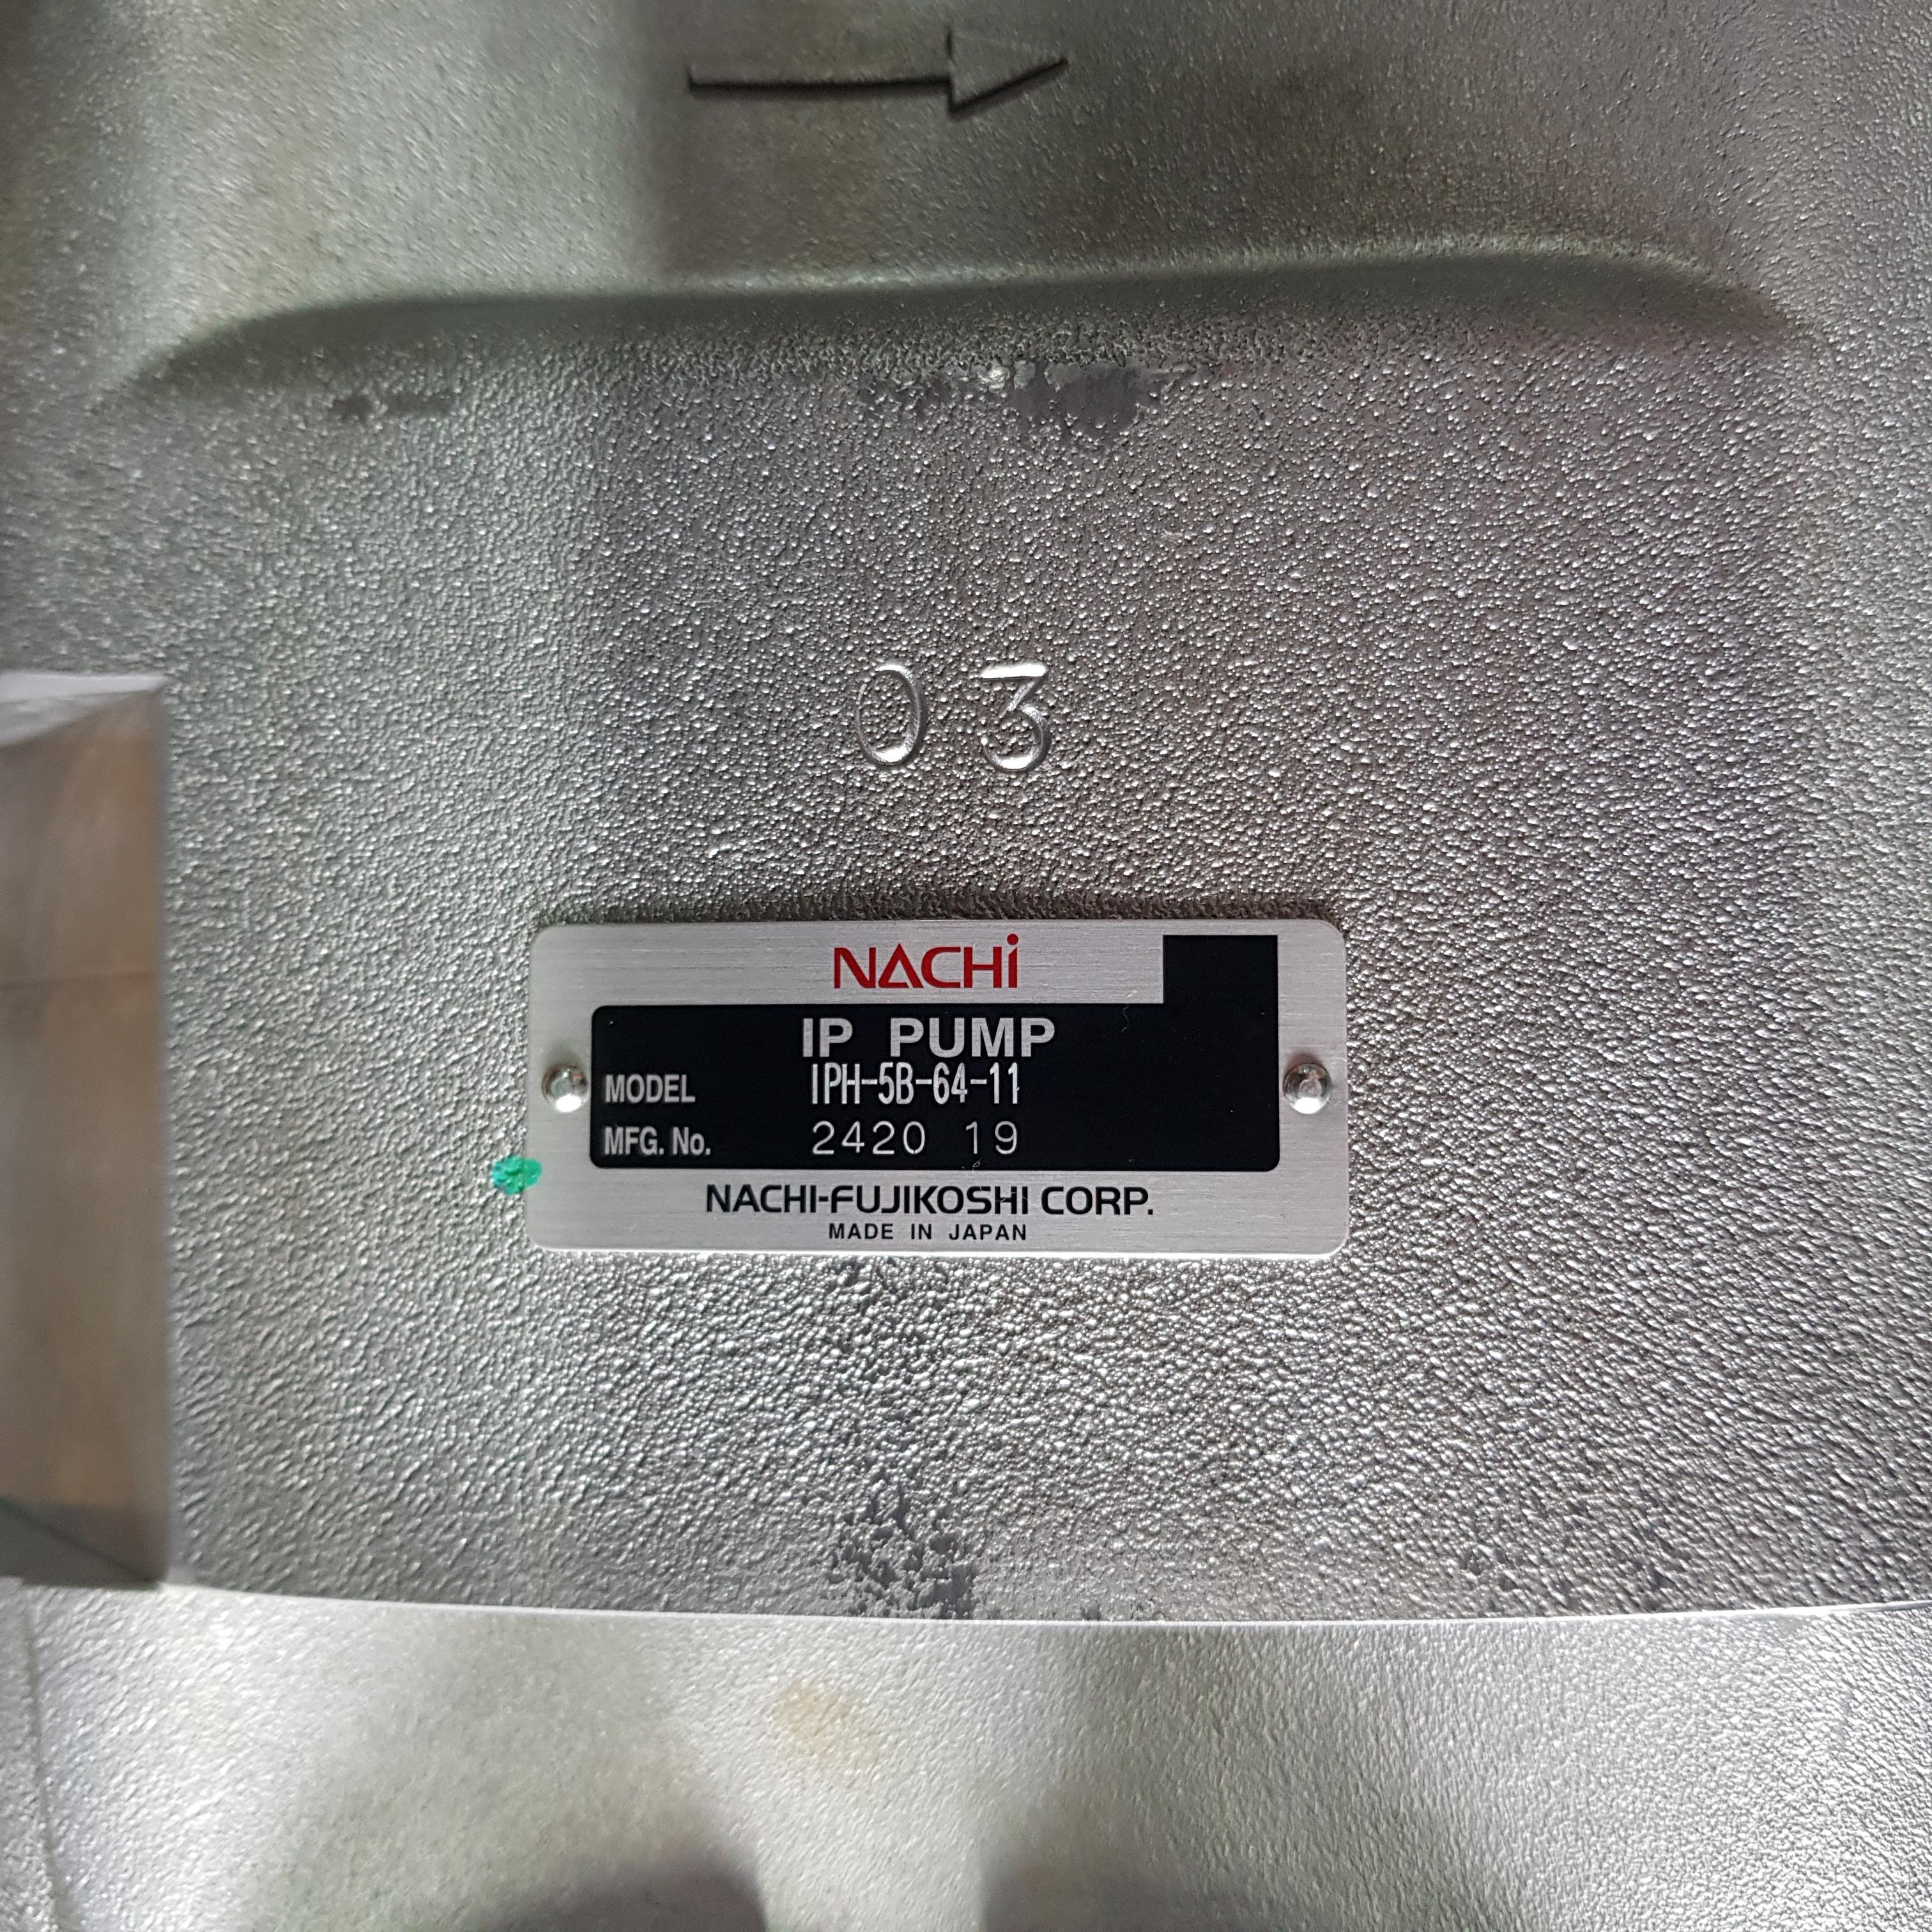 03
NACHi
IP PUMP
MODEL IPH-5B-64-11
MFG. No. 2420 19
NACHI-FUJIKOSHI CORP.
MADE IN JAPAN